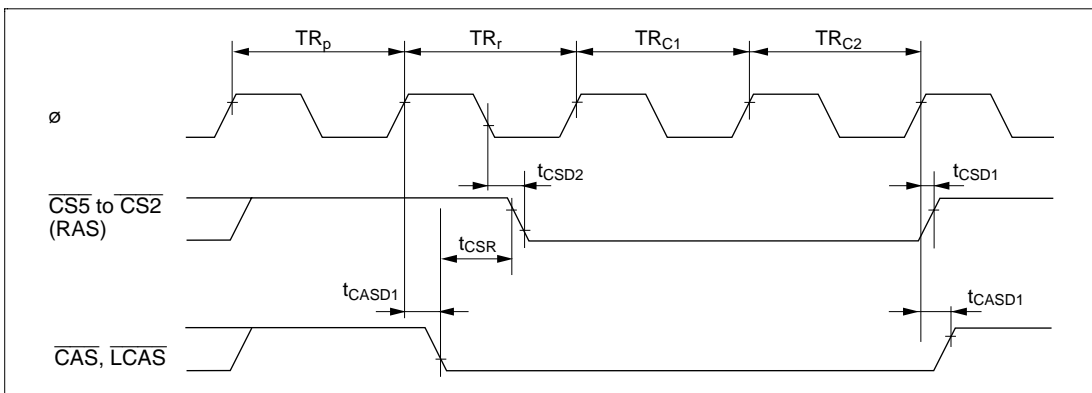 TRp TRr TRC1 TRC2
ø
tCSD2 tCSD1
CS5 to CS2
(RAS)
tCSR
tCASD1 tCASD1
CAS, LCAS